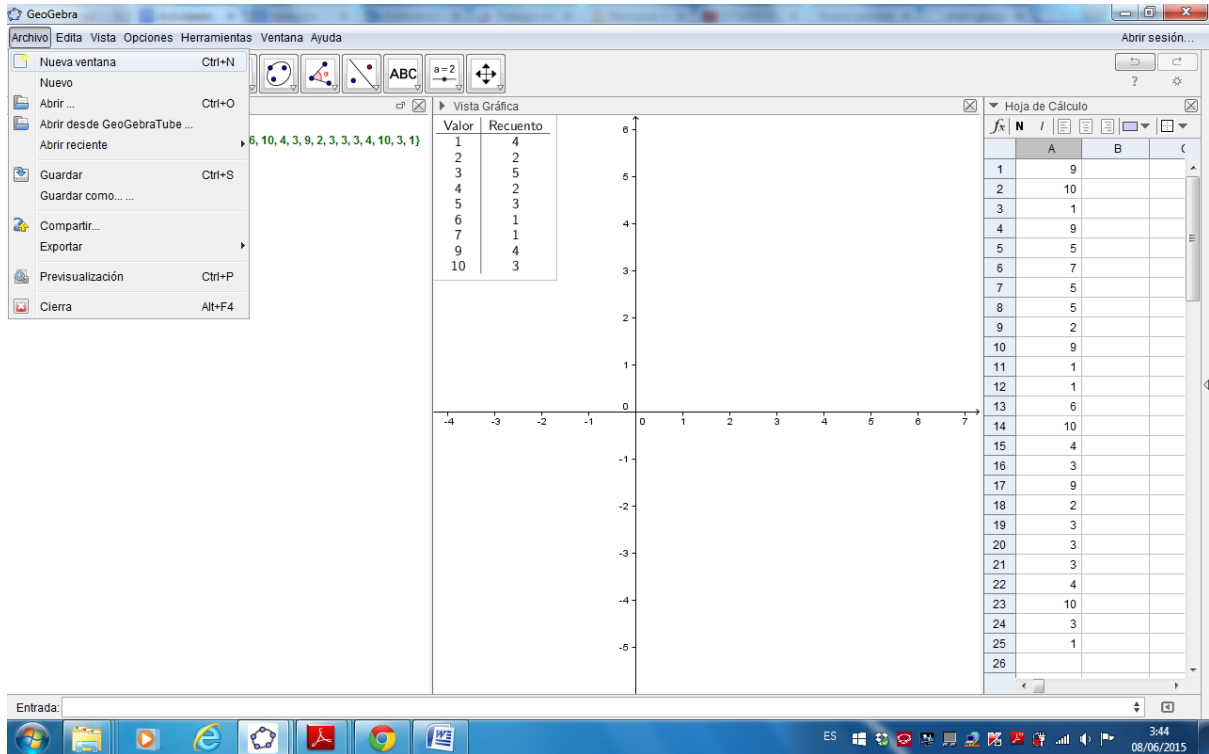 GeoGebra
Archivo Edita Vista Opciones Herramientas Ventana Ayuda
Abrir sesión...
Nueva ventana Ctrl+N
Nuevo
Abrir ... Ctrl+O
Abrir desde GeoGebraTube ...
Abrir reciente
Guardar Ctrl+S
Guardar como... ...
Compartir...
Exportar
Previsualización Ctrl+P
Cierra Alt+F4
ABC
a=2
?
6, 10, 4, 3, 9, 2, 3, 3, 3, 4, 10, 3, 1}
Vista Gráfica
Valor Recuento
1 4
2 2
3 5
4 2
5 3
6 1
7 1
9 4
10 3
6
5
4
3
2
1
0
-4 -3 -2 -1 0 1 2 3 4 5 6 7
-1
-2
-3
-4
-5
Hoja de Cálculo
fx N I
A B
1 9
2 10
3 1
4 9
5 5
6 7
7 5
8 5
9 2
10 9
11 1
12 1
13 6
14 10
15 4
16 3
17 9
18 2
19 3
20 3
21 3
22 4
23 10
24 3
25 1
26
Entrada:
ES
3:44
08/06/2015